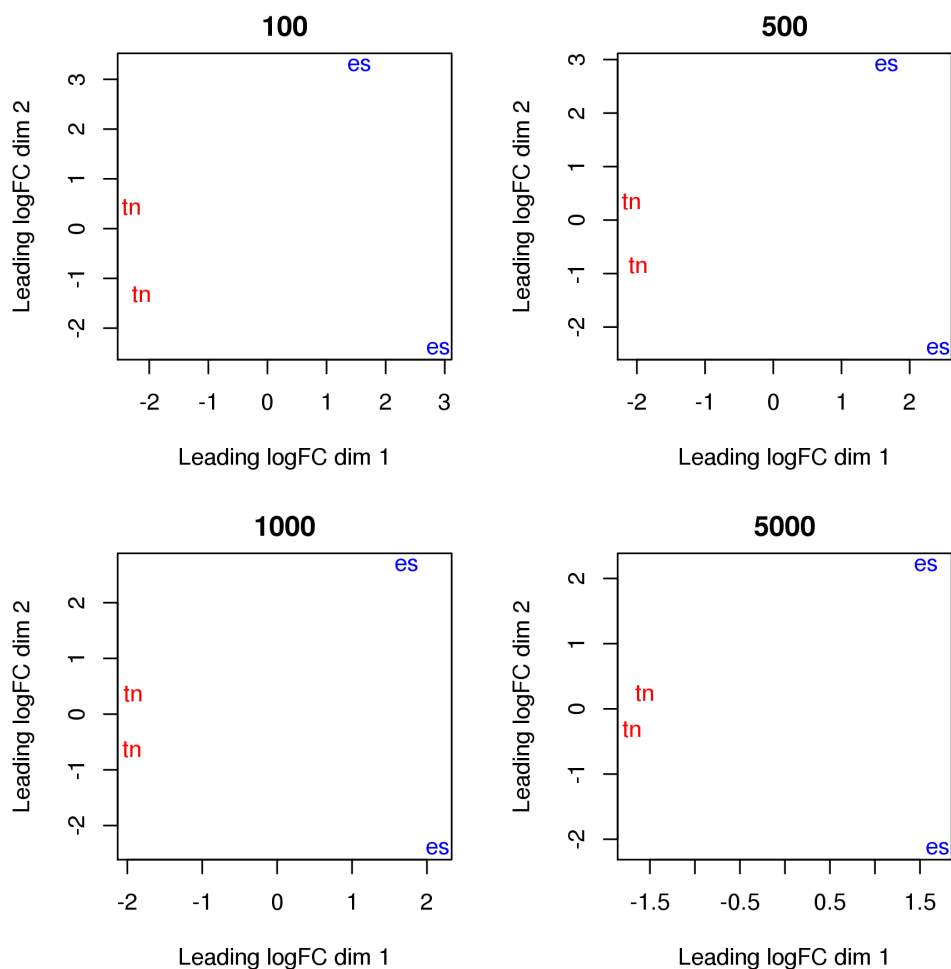 100
Leading logFC dim 2
3
2
1
0
-1
-2
es
tn
tn
es
-2 -1 0 1 2 3
Leading logFC dim 1
500
Leading logFC dim 2
3
2
1
0
-1
-2
es
tn
tn
es
-2 -1 0 1 2
Leading logFC dim 1
1000
Leading logFC dim 2
2
1
0
-1
-2
es
tn
tn
es
-2 -1 0 1 2
Leading logFC dim 1
5000
Leading logFC dim 2
2
1
0
-1
-2
es
tn
tn
es
-1.5 -0.5 0.5 1.5
Leading logFC dim 1